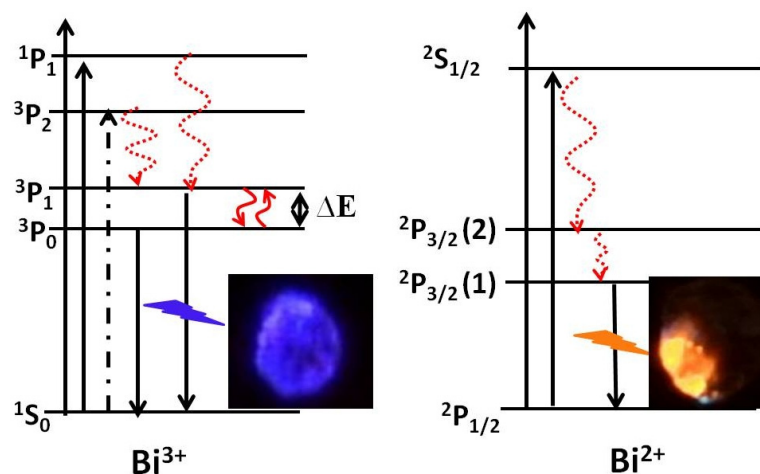 ¹P₁
³P₂
³P₁
³P₀
ΔE
¹S₀
Bi³⁺
²S₁/₂
²P₃/₂(2)
²P₃/₂(1)
²P₁/₂
Bi²⁺